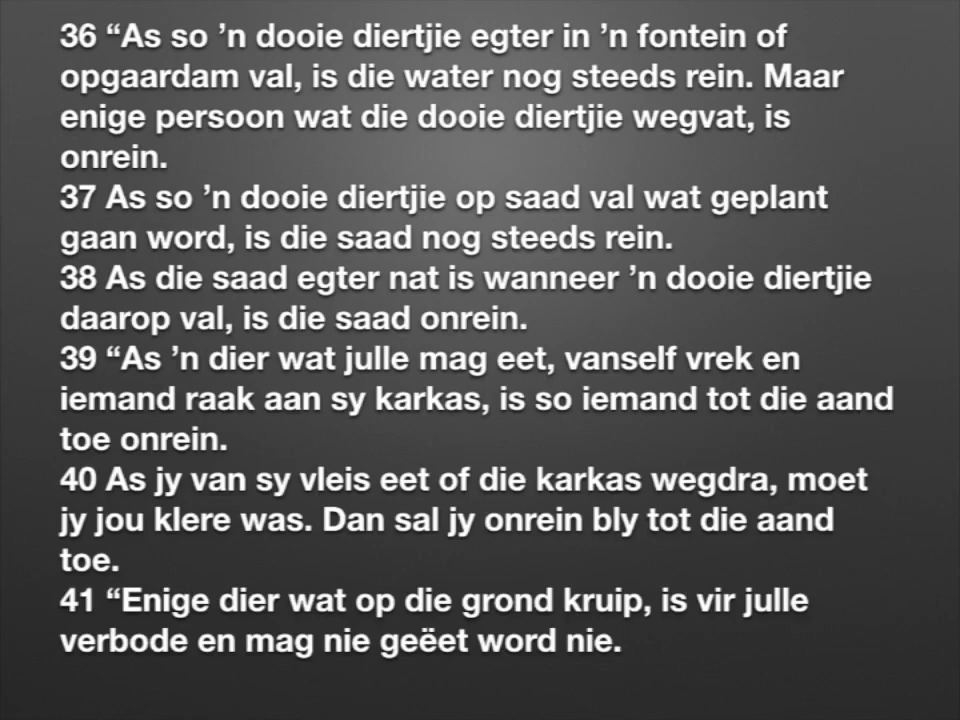 36 “As so ’n dooie diertjie egter in ’n fontein of
opgaardam val, is die water nog steeds rein. Maar
enige persoon wat die dooie diertjie wegvat, is
onrein.
37 As so ’n dooie diertjie op saad val wat geplant
gaan word, is die saad nog steeds rein.
38 As die saad egter nat is wanneer ’n dooie diertjie
daarop val, is die saad onrein.
39 “As ’n dier wat julle mag eet, vanself vrek en
iemand raak aan sy karkas, is so iemand tot die aand
toe onrein.
40 As jy van sy vleis eet of die karkas wegdra, moet
jy jou klere was. Dan sal jy onrein bly tot die aand
toe.
41 “Enige dier wat op die grond kruip, is vir julle
verbode en mag nie geëet word nie.